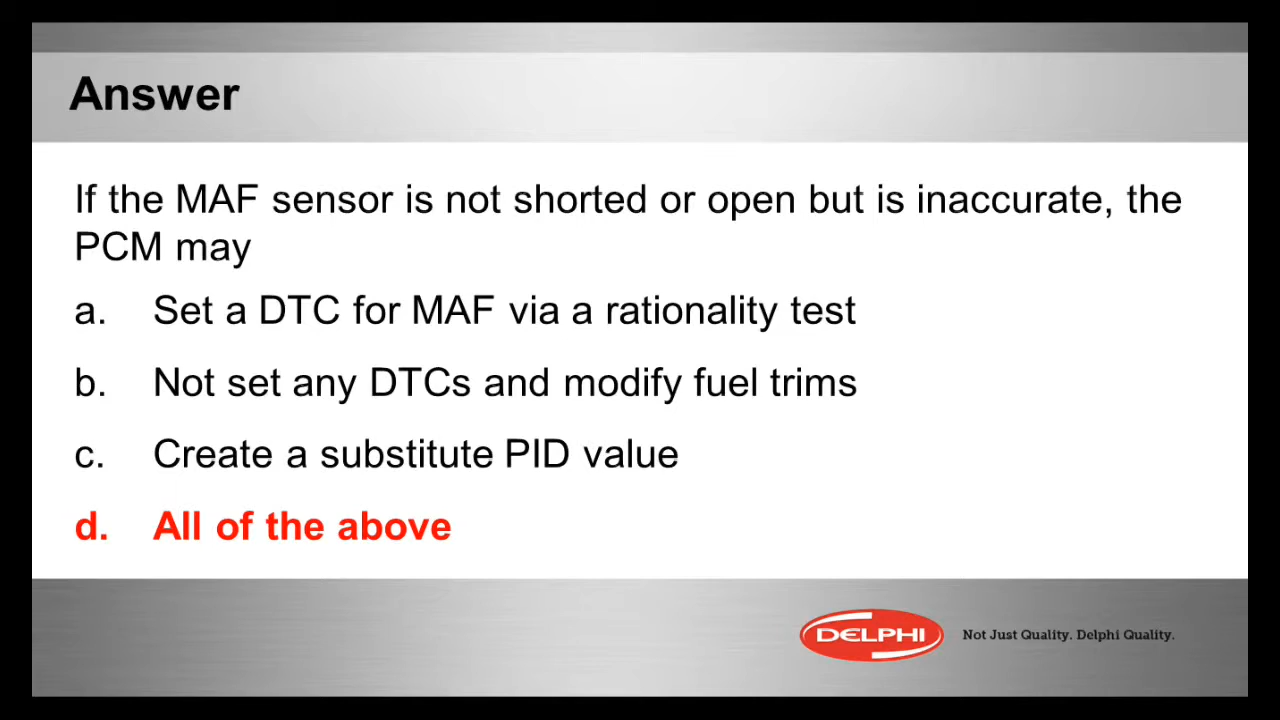 Answer
If the MAF sensor is not shorted or open but is inaccurate, the
PCM may
a. Set a DTC for MAF via a rationality test
b. Not set any DTCs and modify fuel trims
c. Create a substitute PID value
d. All of the above
DELPHI Not Just Quality. Delphi Quality.